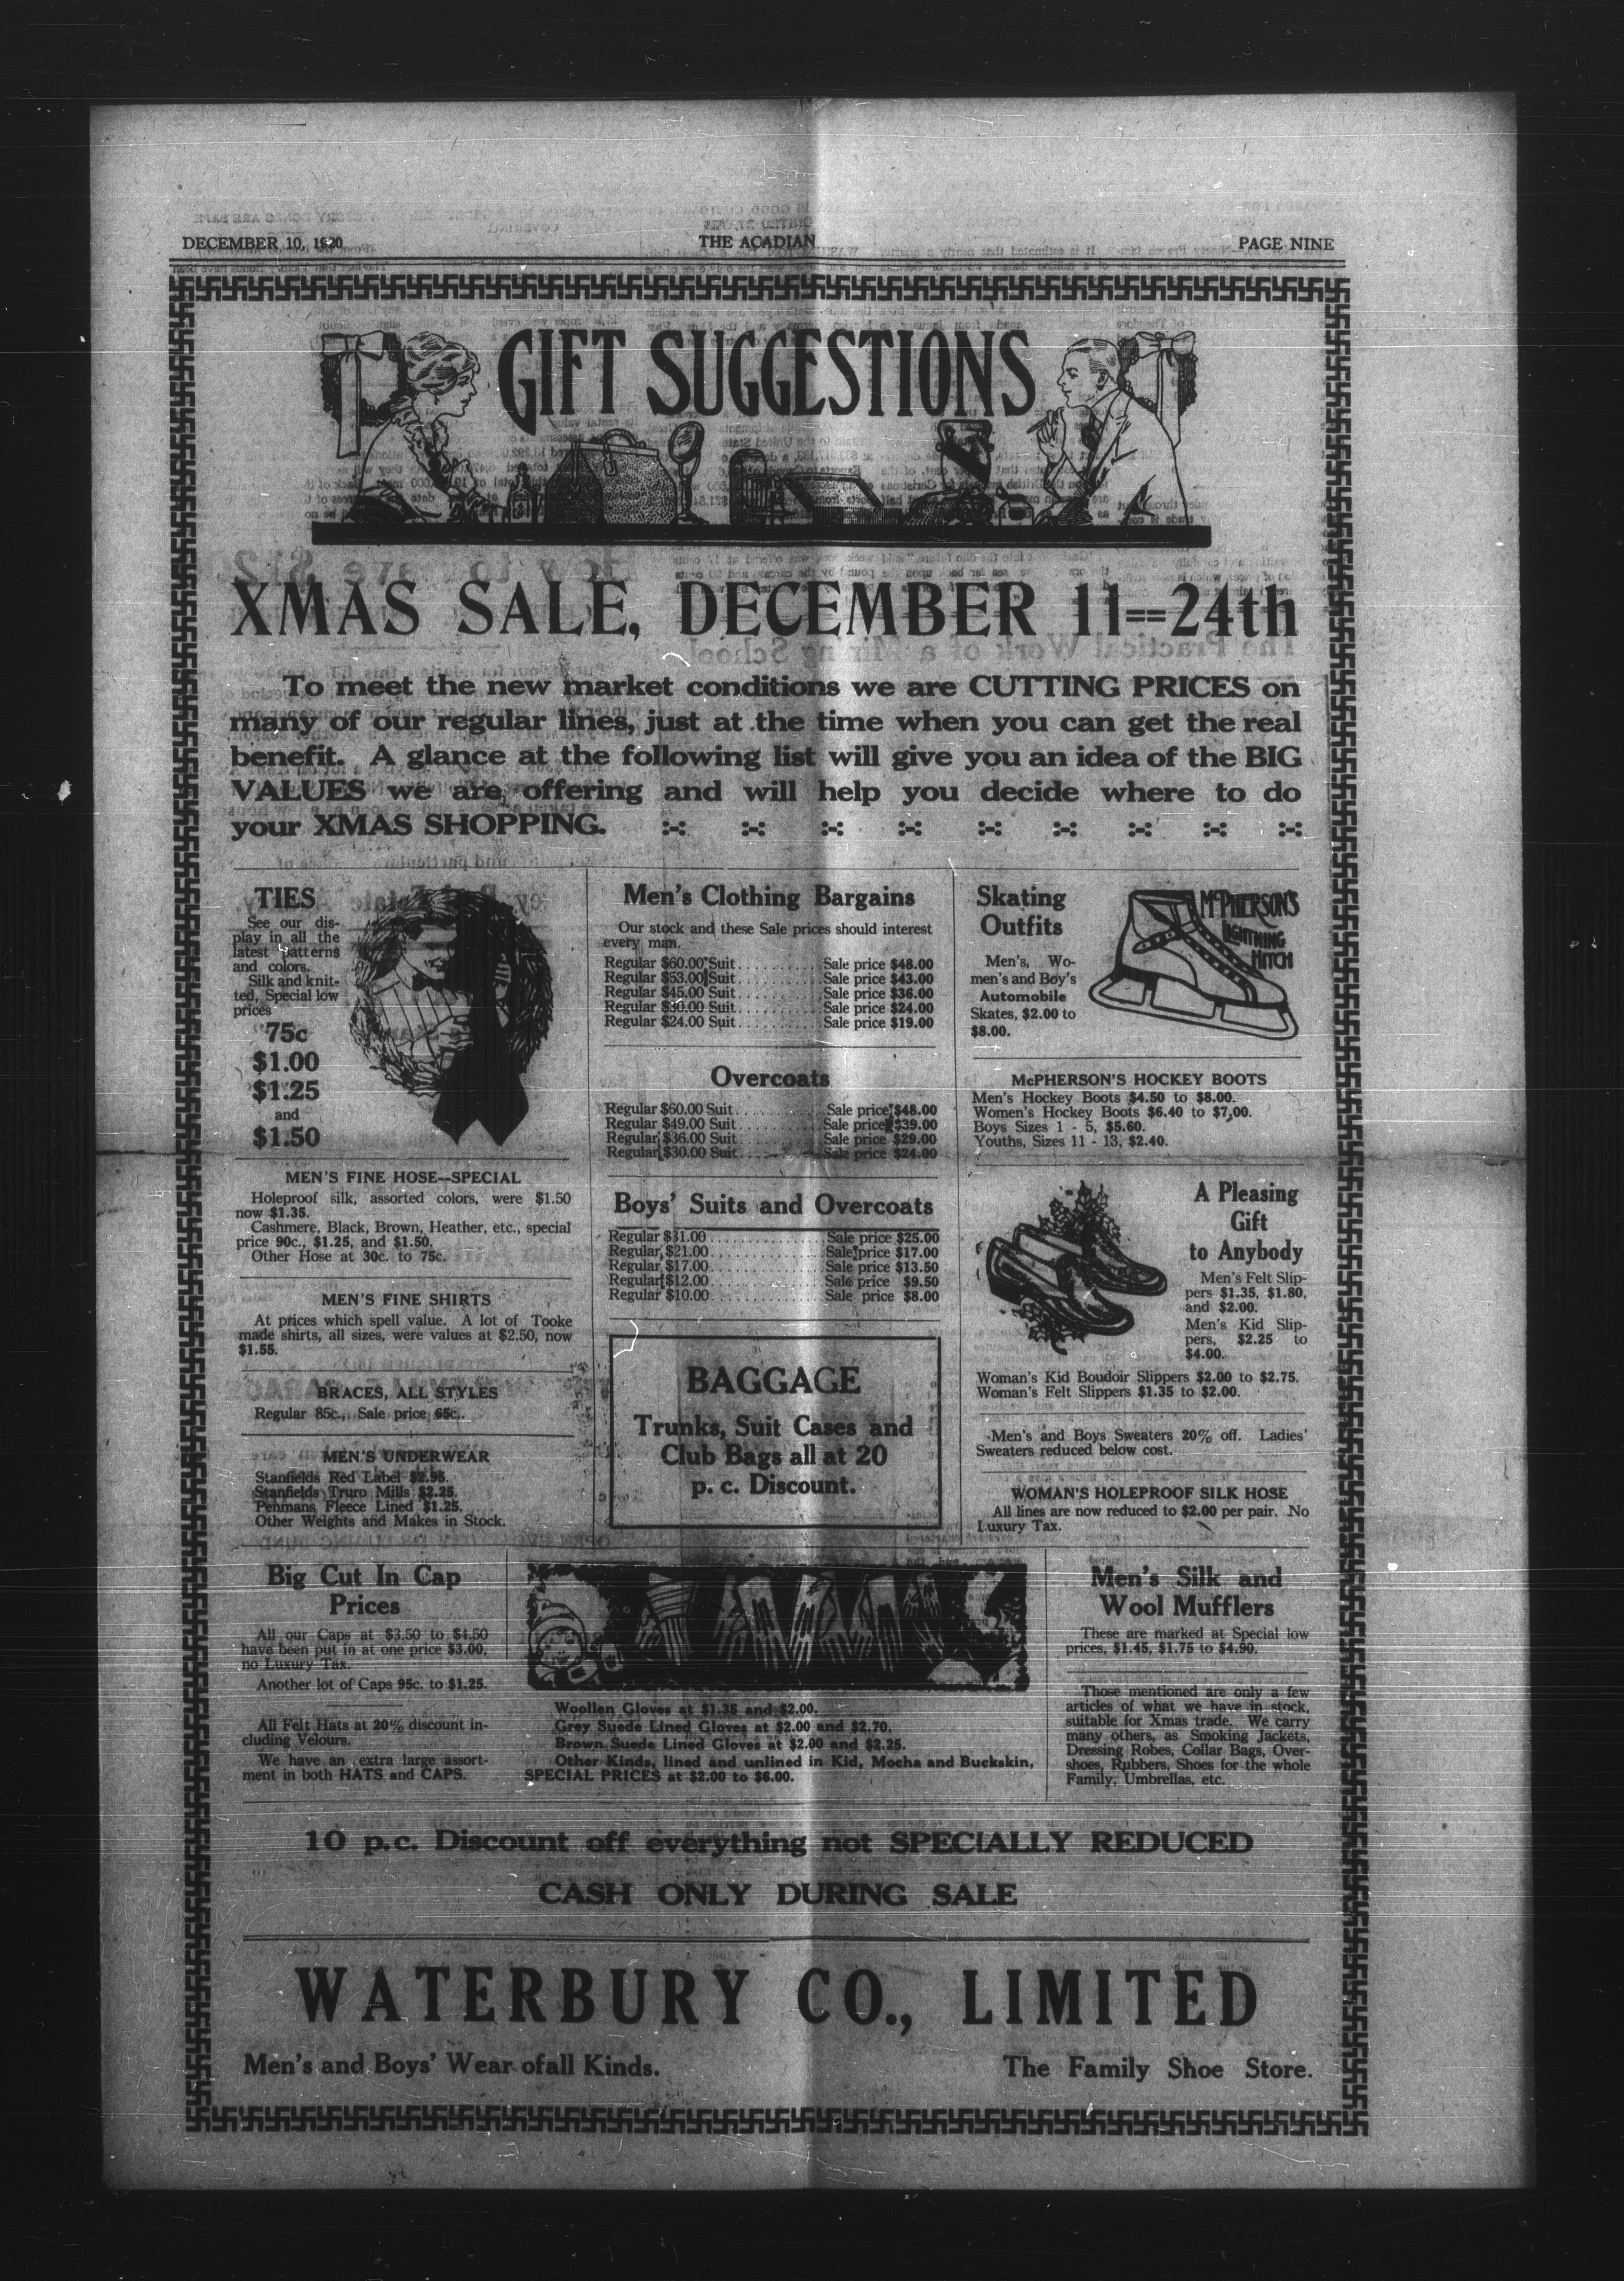 DECEMBER 10, 1920
THE ACADIAN
PAGE NINE
GIFT SUGGESTIONS
XMAS SALE, DECEMBER 11==24th
To meet the new market conditions we are CUTTING PRICES on
many of our regular lines, just at the time when you can get the real
benefit. A glance at the following list will give you an idea of the BIG
VALUES we are offering and will help you decide where to do
your XMAS SHOPPING.
TIES
See our dis-
play in all the
latest patterns
and colors.
Silk and knit-
ted, Special low
prices
75c
$1.00
$1.25
and
$1.50
MEN'S FINE HOSE--SPECIAL
Holeproof silk, assorted colors, were $1.50
now $1.35.
Cashmere, Black, Brown, Heather, etc., special
price 90c., $1.25, and $1.50.
Other Hose at 30c. to 75c.
MEN'S FINE SHIRTS
At prices which spell value. A lot of Tooke
made shirts, all sizes, were values at $2.50, now
$1.55.
BRACES, ALL STYLES
Regular 85c., Sale price 65c.
MEN'S UNDERWEAR
Stanfields Red Label $2.95.
Stanfields Truro Mills $2.25.
Penmans Fleece Lined $1.25.
Other Weights and Makes in Stock.
Men's Clothing Bargains
Our stock and these Sale prices should interest
every man.
Regular $60.00 Suit...........Sale price $48.00
Regular $53.00 Suit...........Sale price $43.00
Regular $45.00 Suit...........Sale price $36.00
Regular $30.00 Suit...........Sale price $24.00
Regular $24.00 Suit...........Sale price $19.00
Overcoats
Regular $60.00 Suit...........Sale price $48.00
Regular $49.00 Suit...........Sale price $39.00
Regular $36.00 Suit...........Sale price $29.00
Regular $30.00 Suit...........Sale price $24.00
Boys' Suits and Overcoats
Regular $31.00..............Sale price $25.00
Regular $21.00..............Sale price $17.00
Regular $17.00..............Sale price $13.50
Regular $12.00..............Sale price $9.50
Regular $10.00..............Sale price $8.00
BAGGAGE
Trunks, Suit Cases and
Club Bags all at 20
p. c. Discount.
Skating
Outfits
Men's, Wo-
men's and Boy's
Automobile
Skates, $2.00 to
$8.00.
McPHERSON'S
LIGHTNING
HITCH
McPHERSON'S HOCKEY BOOTS
Men's Hockey Boots $4.50 to $8.00.
Women's Hockey Boots $6.40 to $7.00.
Boys Sizes 1 - 5, $5.60.
Youths, Sizes 11 - 13, $2.40.
A Pleasing
Gift
to Anybody
Men's Felt Slip-
pers $1.35, $1.80,
and $2.00.
Men's Kid Slip-
pers, $2.25 to
$4.00.
Woman's Kid Boudoir Slippers $2.00 to $2.75.
Woman's Felt Slippers $1.35 to $2.00.
Men's and Boys Sweaters 20% off. Ladies'
Sweaters reduced below cost.
WOMAN'S HOLEPROOF SILK HOSE
All lines are now reduced to $2.00 per pair. No
Luxury Tax.
Big Cut In Cap
Prices
All our Caps at $3.50 to $4.50
have been put in at one price $3.00,
no Luxury Tax.
Another lot of Caps 95c. to $1.25.
All Felt Hats at 20% discount in-
cluding Velours.
We have an extra large assort-
ment in both HATS and CAPS.
Woollen Gloves at $1.35 and $2.00.
Grey Suede Lined Gloves at $2.00 and $2.70.
Brown Suede Lined Gloves at $2.00 and $2.25.
Other Kinds, lined and unlined in Kid, Mocha and Buckskin,
SPECIAL PRICES at $2.00 to $6.00.
Men's Silk and
Wool Mufflers
These are marked at Special low
prices, $1.45, $1.75 to $4.90.
Those mentioned are only a few
articles of what we have in stock,
suitable for Xmas trade. We carry
many others, as Smoking Jackets,
Dressing Robes, Collar Bags, Over-
shoes, Rubbers, Shoes for the whole
Family, Umbrellas, etc.
10 p.c. Discount off everything not SPECIALLY REDUCED
CASH ONLY DURING SALE
WATERBURY CO., LIMITED
Men's and Boys' Wear of all Kinds.
The Family Shoe Store.